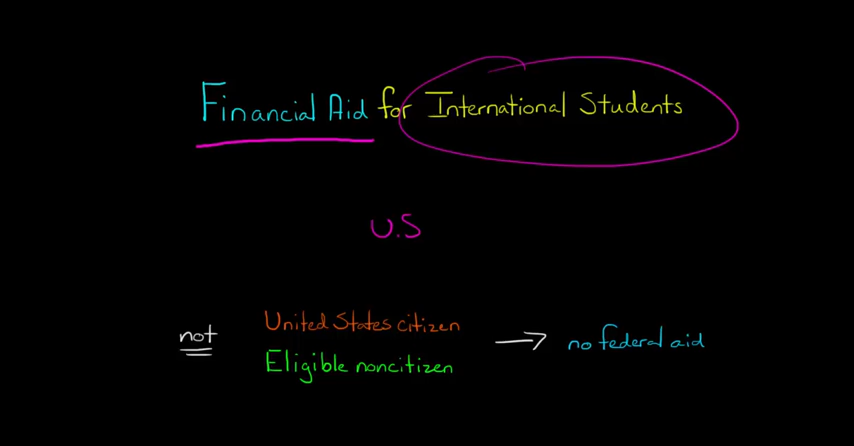 Financial Aid for International Students
U.S
not
United States citizen
Eligible noncitizen
no federal aid